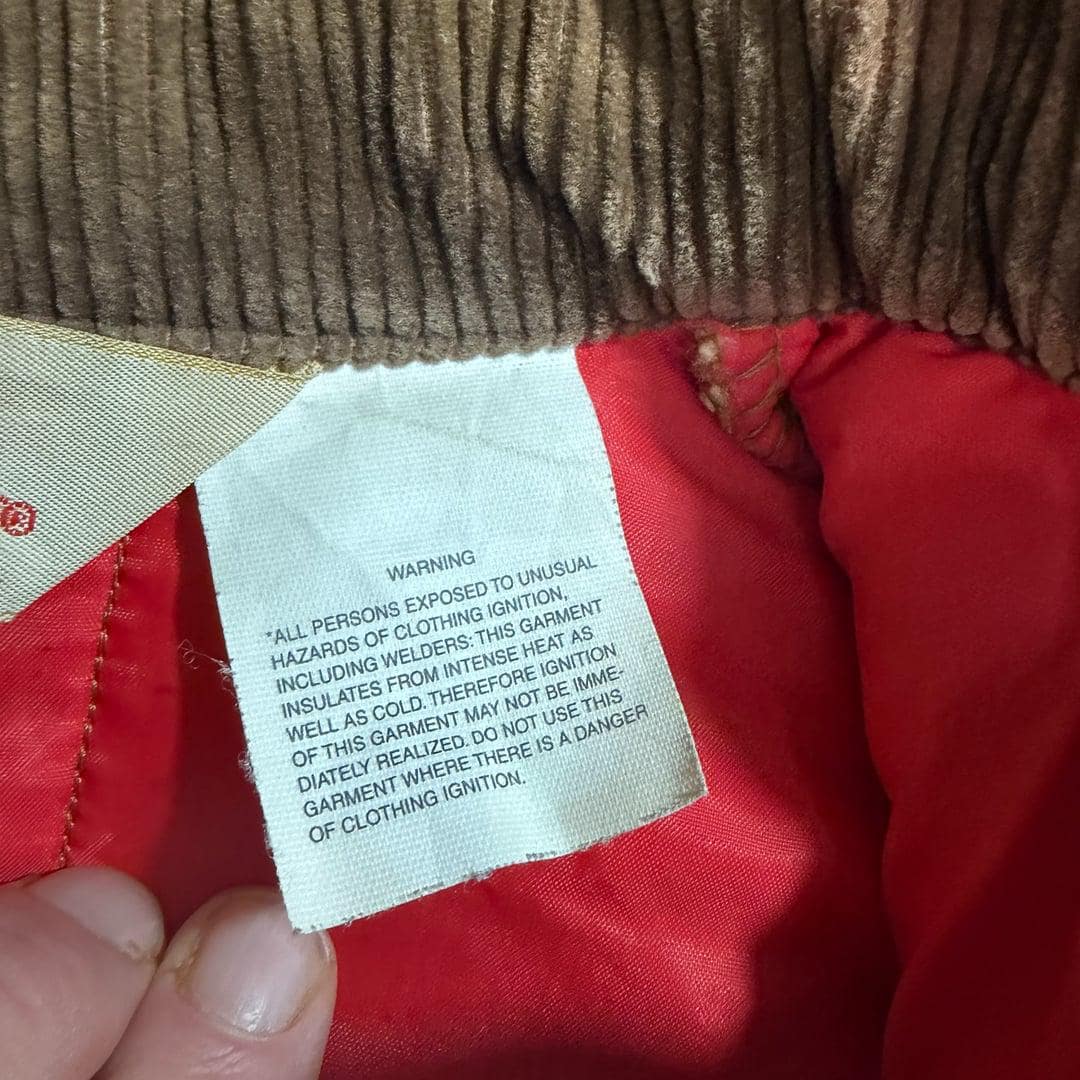 WARNING
*ALL PERSONS EXPOSED TO UNUSUAL
HAZARDS OF CLOTHING IGNITION,
INCLUDING WELDERS: THIS GARMENT
INSULATES FROM INTENSE HEAT AS
WELL AS COLD. THEREFORE IGNITION
OF THIS GARMENT MAY NOT BE IMME-
DIATELY REALIZED. DO NOT USE THIS
GARMENT WHERE THERE IS A DANGER
OF CLOTHING IGNITION.
®